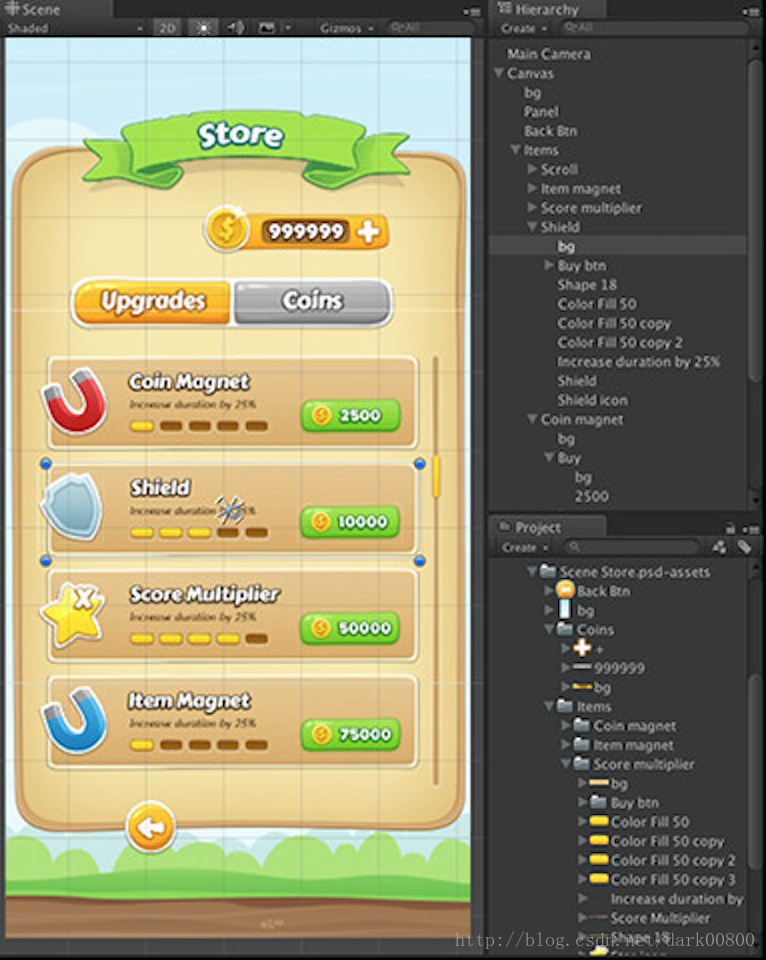 Scene
Shaded
2D
Gizmos
All
Store
999999
Upgrades
Coins
Coin Magnet
Increase duration by 25%
2500
Shield
Increase duration 5%
10000
Score Multiplier
Increase duration by 25%
50000
Item Magnet
Increase duration by 25%
75000
Hierarchy
Create
All
Main Camera
Canvas
bg
Panel
Back Btn
Items
Scroll
Item magnet
Score multiplier
Shield
bg
Buy btn
Shape 18
Color Fill 50
Color Fill 50 copy
Color Fill 50 copy 2
Increase duration by 25%
Shield
Shield icon
Coin magnet
bg
Buy
bg
2500
Project
Create
Scene Store.psd-assets
Back Btn
bg
Coins
+
999999
bg
Items
Coin magnet
Item magnet
Score multiplier
bg
Buy btn
Color Fill 50
Color Fill 50 copy
Color Fill 50 copy 2
Color Fill 50 copy 3
Increase duration by
Score Multiplier
Shape 18
http://blog.csdn.net/dark00800